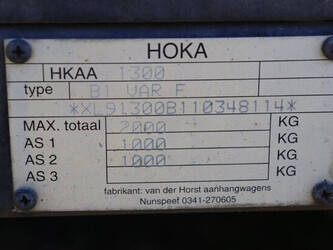 HOKA
HKAA 1300
type B1 VAR F
*XL91300B110348114*
MAX. totaal 2000 KG
AS 1 1000 KG
AS 2 1000 KG
AS 3 KG
fabrikant: van der Horst aanhangwagens
Nunspeet 0341-270605